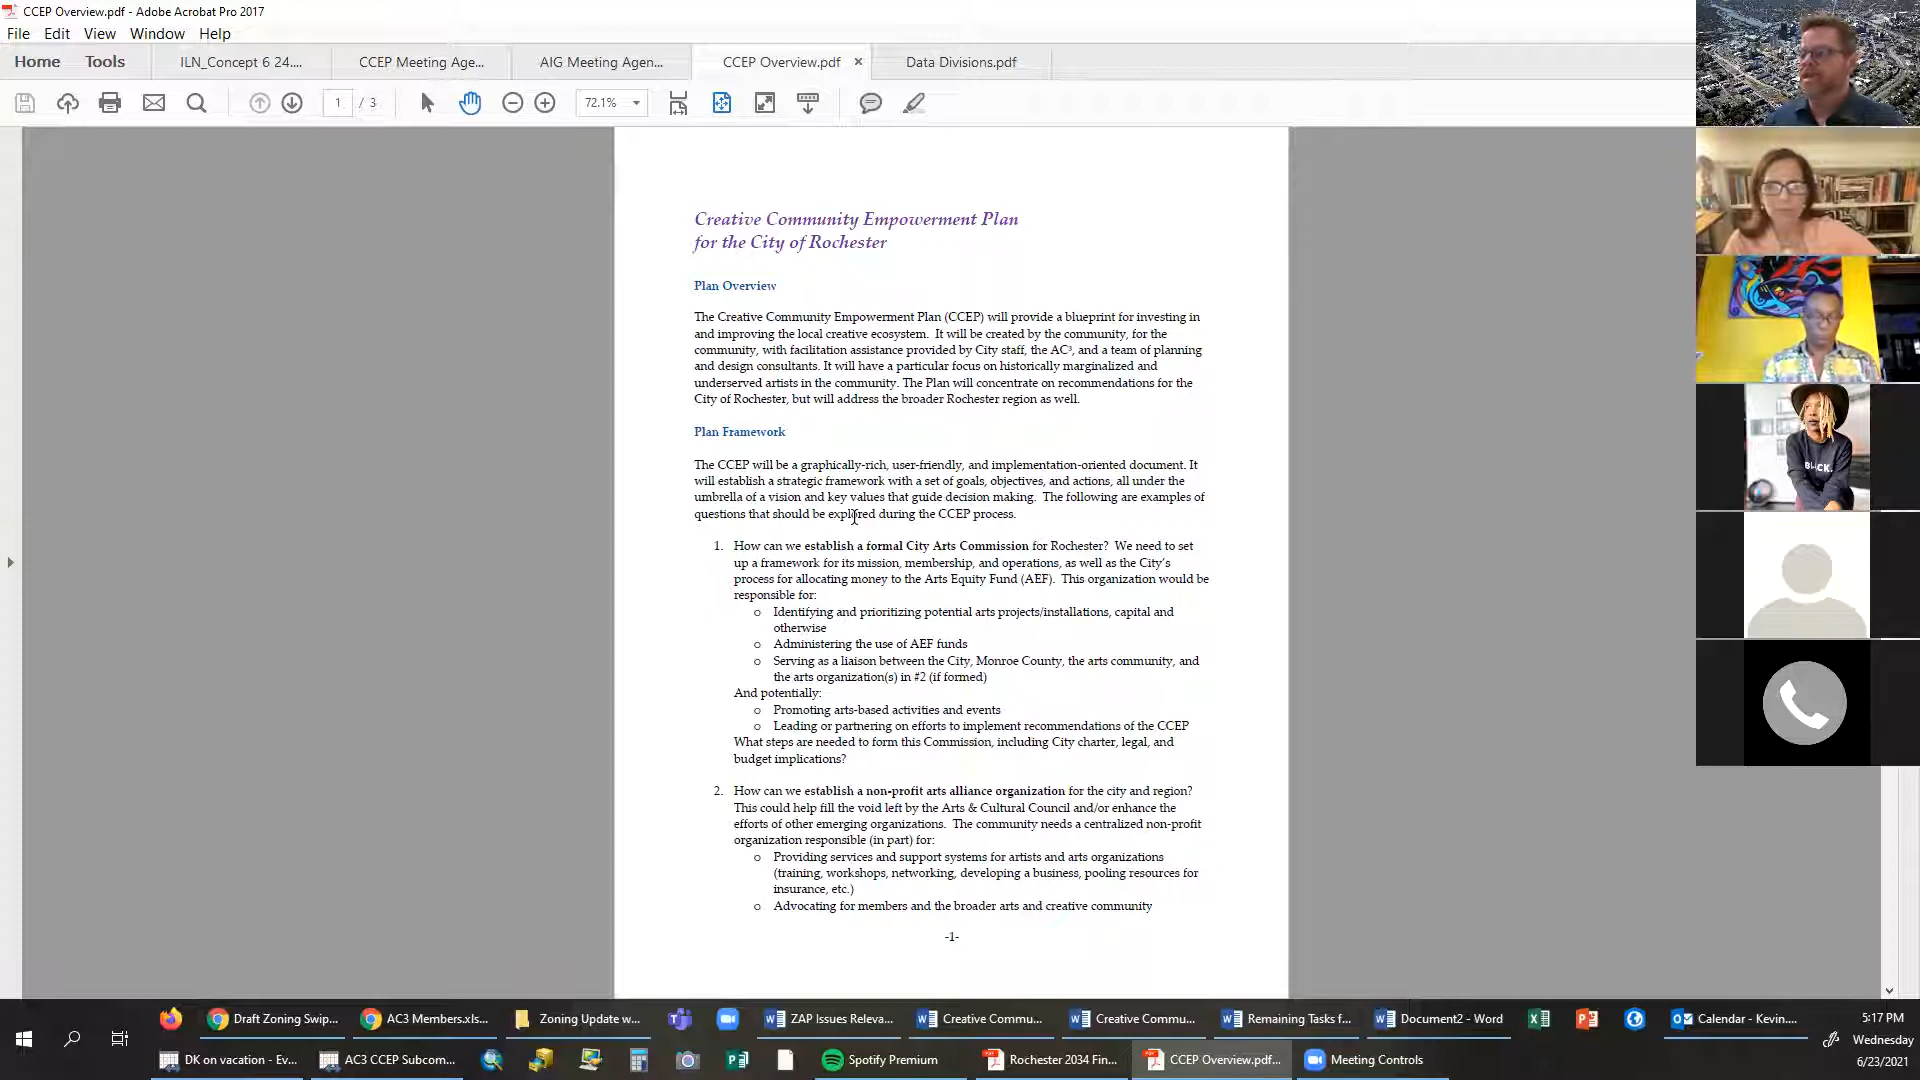 CCEP Overview.pdf - Adobe Acrobat Pro 2017
File Edit View Window Help
Home Tools ILN_Concept 6 24.... CCEP Meeting Age... AIG Meeting Agen... CCEP Overview.pdf × Data Divisions.pdf
1 / 3 72.1%
Creative Community Empowerment Plan
for the City of Rochester
Plan Overview
The Creative Community Empowerment Plan (CCEP) will provide a blueprint for investing in
and improving the local creative ecosystem. It will be created by the community, for the
community, with facilitation assistance provided by City staff, the AC³, and a team of planning
and design consultants. It will have a particular focus on historically marginalized and
underserved artists in the community. The Plan will concentrate on recommendations for the
City of Rochester, but will address the broader Rochester region as well.
Plan Framework
The CCEP will be a graphically-rich, user-friendly, and implementation-oriented document. It
will establish a strategic framework with a set of goals, objectives, and actions, all under the
umbrella of a vision and key values that guide decision making. The following are examples of
questions that should be explored during the CCEP process.
1. How can we establish a formal City Arts Commission for Rochester? We need to set
up a framework for its mission, membership, and operations, as well as the City's
process for allocating money to the Arts Equity Fund (AEF). This organization would be
responsible for:
o Identifying and prioritizing potential arts projects/installations, capital and
otherwise
o Administering the use of AEF funds
o Serving as a liaison between the City, Monroe County, the arts community, and
the arts organization(s) in #2 (if formed)
And potentially:
o Promoting arts-based activities and events
o Leading or partnering on efforts to implement recommendations of the CCEP
What steps are needed to form this Commission, including City charter, legal, and
budget implications?
2. How can we establish a non-profit arts alliance organization for the city and region?
This could help fill the void left by the Arts & Cultural Council and/or enhance the
efforts of other emerging organizations. The community needs a centralized non-profit
organization responsible (in part) for:
o Providing services and support systems for artists and arts organizations
(training, workshops, networking, developing a business, pooling resources for
insurance, etc.)
o Advocating for members and the broader arts and creative community
-1-
BLACK.
Draft Zoning Swip... AC3 Members.xls... Zoning Update w... ZAP Issues Releva... Creative Commu... Creative Commu... Remaining Tasks f... Document2 - Word Calendar - Kevin.... 5:17 PM
Wednesday
DK on vacation - Ev... AC3 CCEP Subcom... Spotify Premium Rochester 2034 Fin... CCEP Overview.pdf... Meeting Controls 6/23/2021